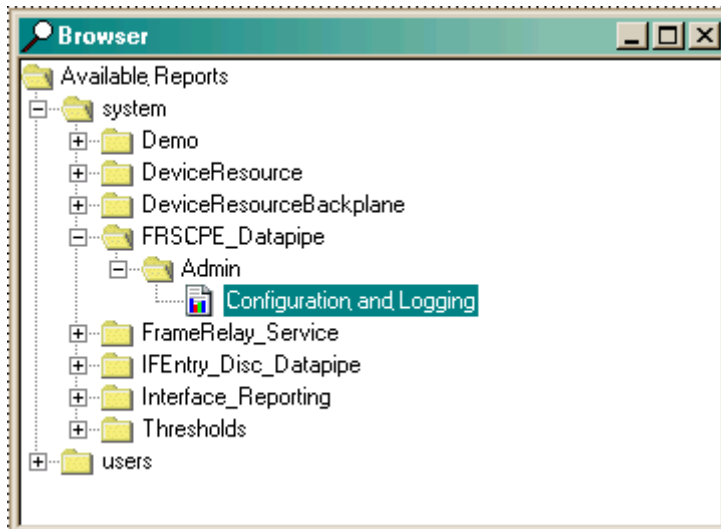 Browser
Available Reports
system
Demo
DeviceResource
DeviceResourceBackplane
FRSCPE_Datapipe
Admin
Configuration and Logging
FrameRelay_Service
IFEntry_Disc_Datapipe
Interface_Reporting
Thresholds
users